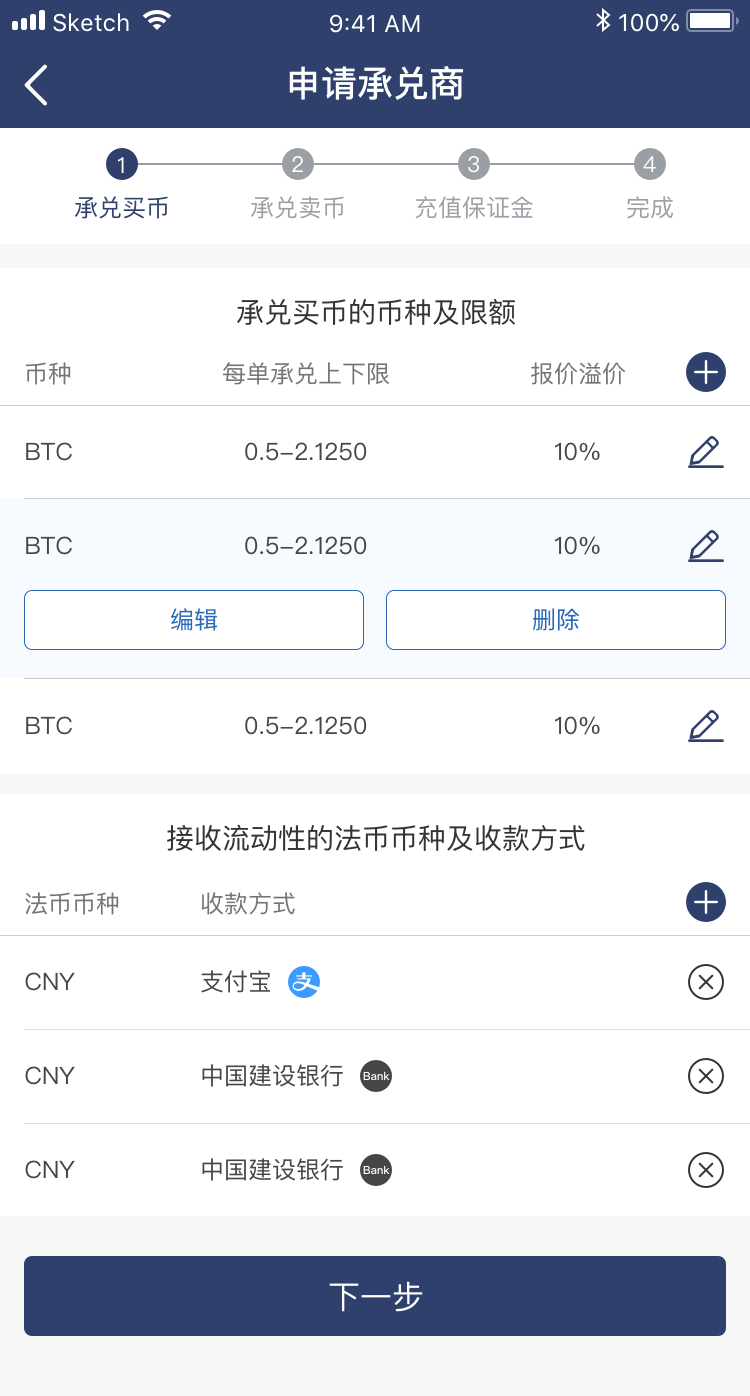 Sketch 9:41 AM 100%
申请承兑商
1 2 3 4
承兑买币 承兑卖币 充值保证金 完成
承兑买币的币种及限额
币种 每单承兑上下限 报价溢价
BTC 0.5–2.1250 10%
BTC 0.5–2.1250 10%
编辑 删除
BTC 0.5–2.1250 10%
接收流动性的法币币种及收款方式
法币币种 收款方式
CNY 支付宝 支
CNY 中国建设银行 Bank
CNY 中国建设银行 Bank
下一步